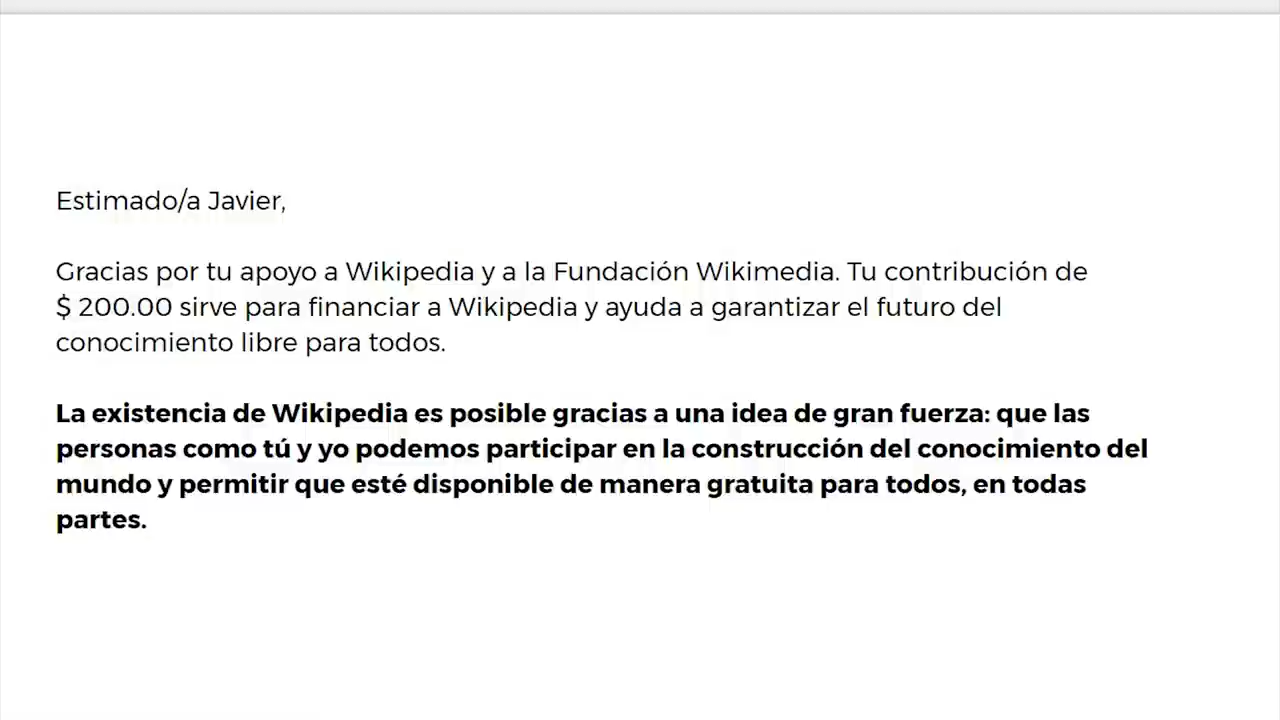 Estimado/a Javier,
Gracias por tu apoyo a Wikipedia y a la Fundación Wikimedia. Tu contribución de
$ 200.00 sirve para financiar a Wikipedia y ayuda a garantizar el futuro del
conocimiento libre para todos.
La existencia de Wikipedia es posible gracias a una idea de gran fuerza: que las
personas como tú y yo podemos participar en la construcción del conocimiento del
mundo y permitir que esté disponible de manera gratuita para todos, en todas
partes.